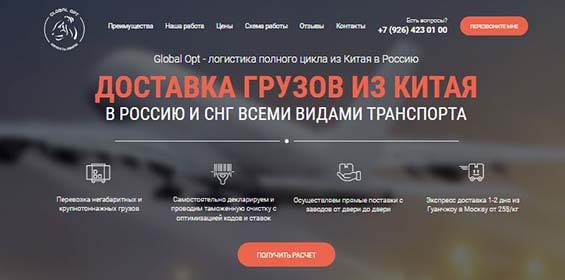 GLOBAL OPT
Преимущества Наша работа Цены Схема работы Отзывы Контакты
Есть вопросы?
+7 (926) 423 01 00
ПЕРЕЗВОНИТЕ МНЕ
Global Opt - логистика полного цикла из Китая в Россию
ДОСТАВКА ГРУЗОВ ИЗ КИТАЯ
В РОССИЮ И СНГ ВСЕМИ ВИДАМИ ТРАНСПОРТА
Перевозка негабаритных и
крупнотоннажных грузов
Самостоятельно декларируем и
проводим таможенную очистку с
оптимизацией кодов и ставок
Осуществляем прямые поставки с
заводов от двери до двери
Экспресс доставка 1-2 дня из
Гуанчжоу в Москву от 25$/кг
ПОЛУЧИТЬ РАСЧЕТ